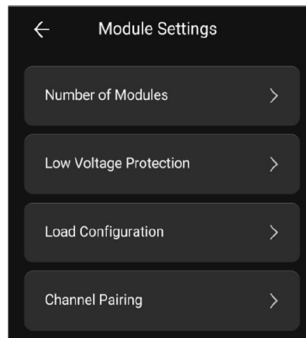 Module Settings
Number of Modules
Low Voltage Protection
Load Configuration
Channel Pairing